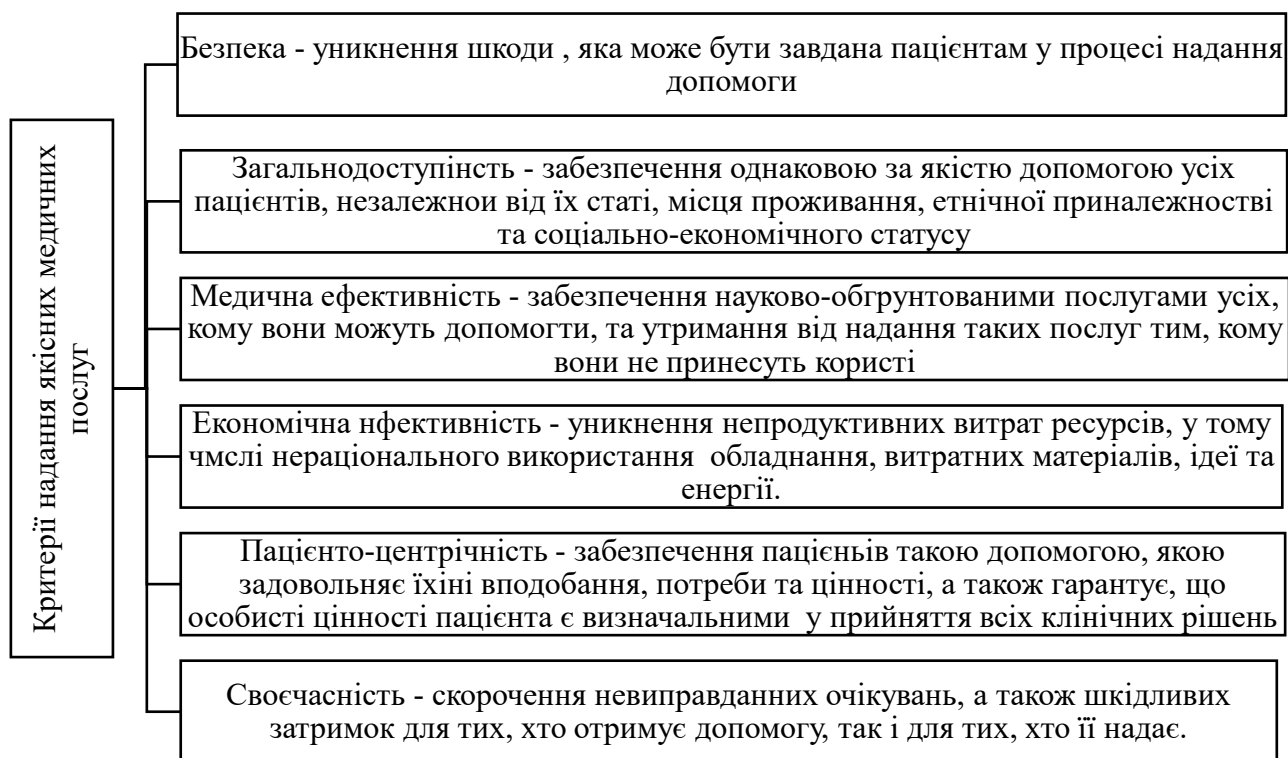 Критерії надання якісних медичних
послуг
Безпека - уникнення шкоди , яка може бути завдана пацієнтам у процесі надання
допомоги
Загальнодоступінсть - забезпечення однаковою за якістю допомогою усіх
пацієнтів, незалежнои від їх статі, місця проживання, етнічної приналежностві
та соціально-економічного статусу
Медична ефективність - забезпечення науково-обгрунтованими послугами усіх,
кому вони можуть допомогти, та утримання від надання таких послуг тим, кому
вони не принесуть користі
Економічна нфективність - уникнення непродуктивних витрат ресурсів, у тому
чмслі нераціонального використання обладнання, витратних матеріалів, ідеї та
енергії.
Пацієнто-центрічність - забезпечення пацієньів такою допомогою, якою
задовольняє їхіні вподобання, потреби та цінності, а також гарантує, що
особисті цінності пацієнта є визначальними у прийняття всіх клінічних рішень
Своєчасність - скорочення невиправданних очікувань, а також шкідливих
затримок для тих, хто отримує допомогу, так і для тих, хто її надає.